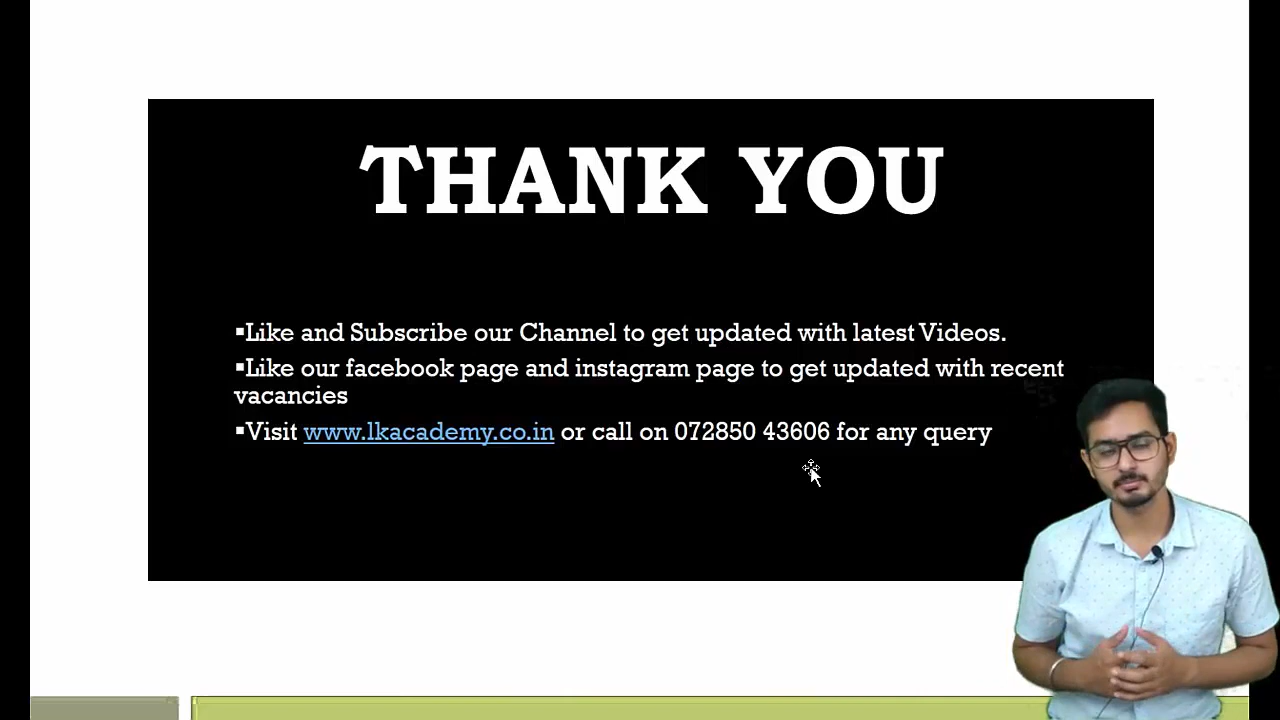 THANK YOU
▪Like and Subscribe our Channel to get updated with latest Videos.
▪Like our facebook page and instagram page to get updated with recent
vacancies
▪Visit www.lkacademy.co.in or call on 072850 43606 for any query